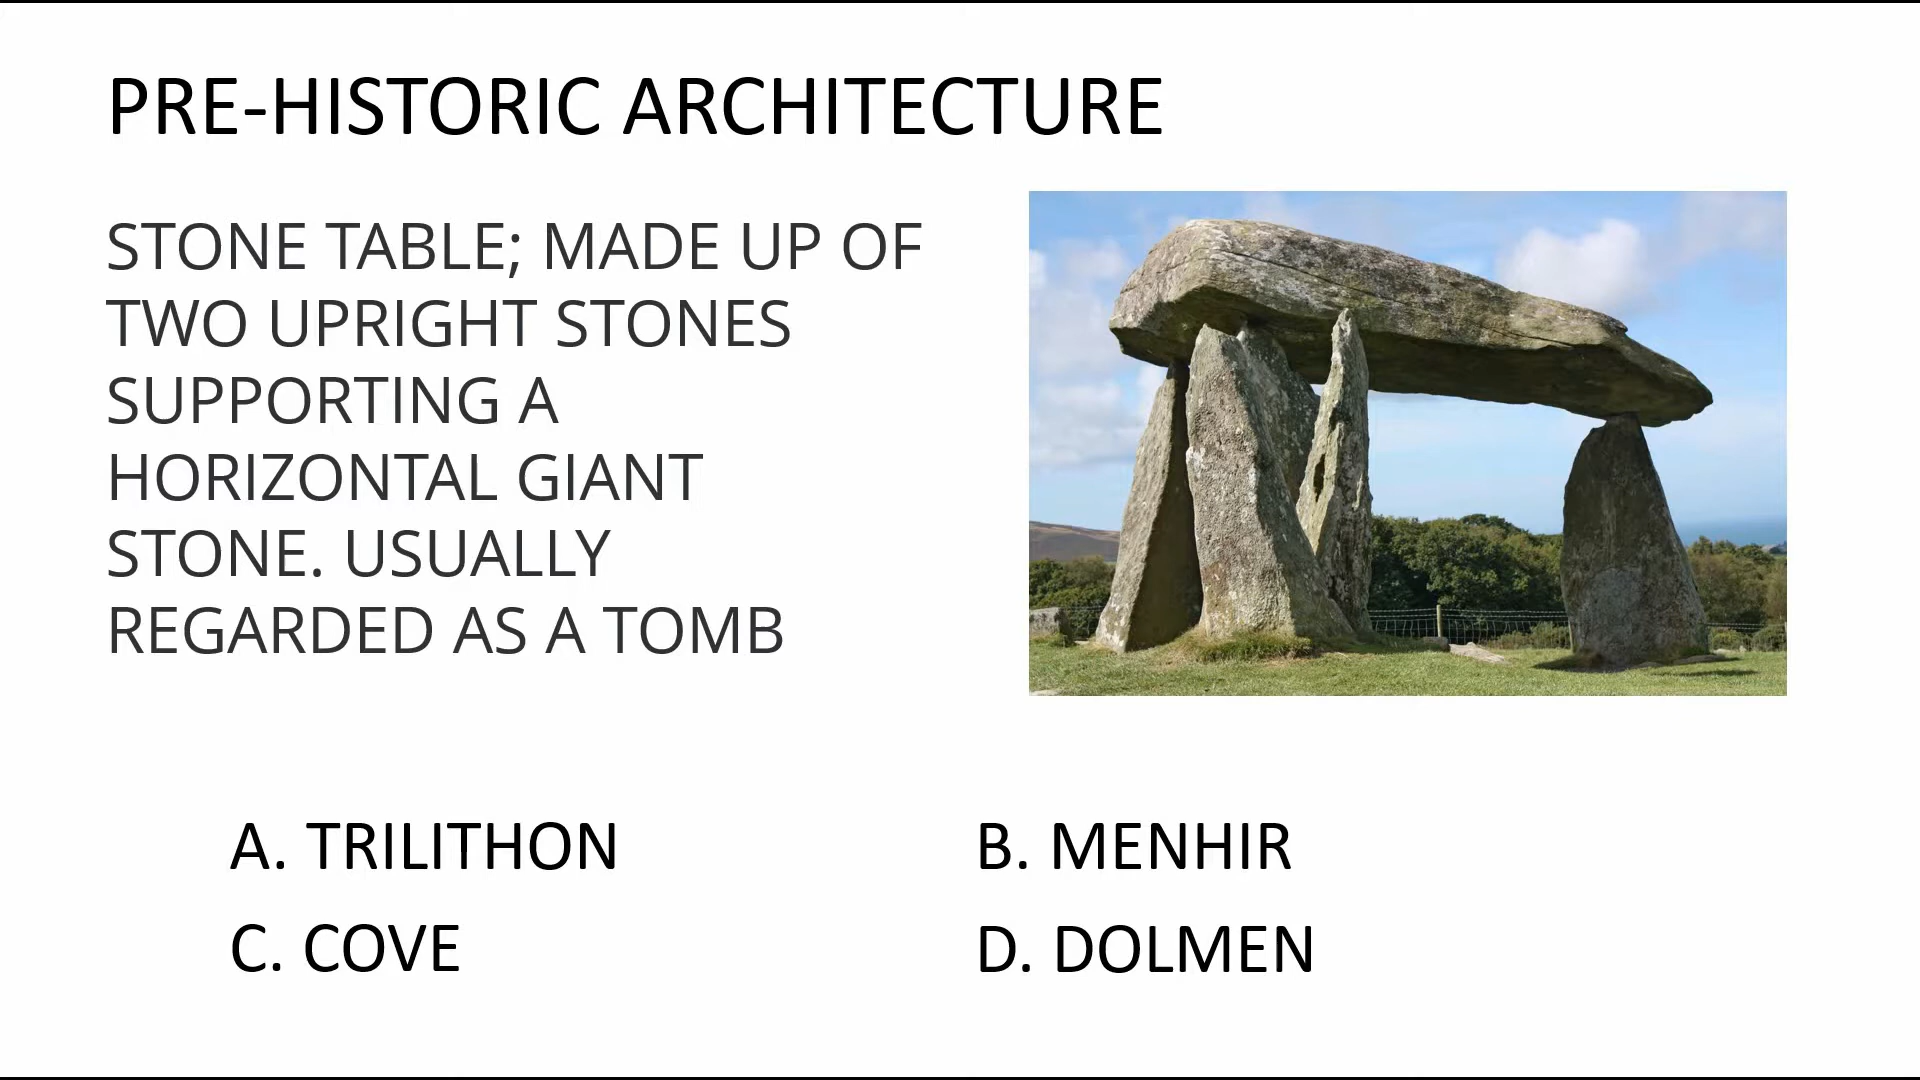 PRE-HISTORIC ARCHITECTURE
STONE TABLE; MADE UP OF
TWO UPRIGHT STONES
SUPPORTING A
HORIZONTAL GIANT
STONE. USUALLY
REGARDED AS A TOMB
A. TRILITHON
B. MENHIR
C. COVE
D. DOLMEN